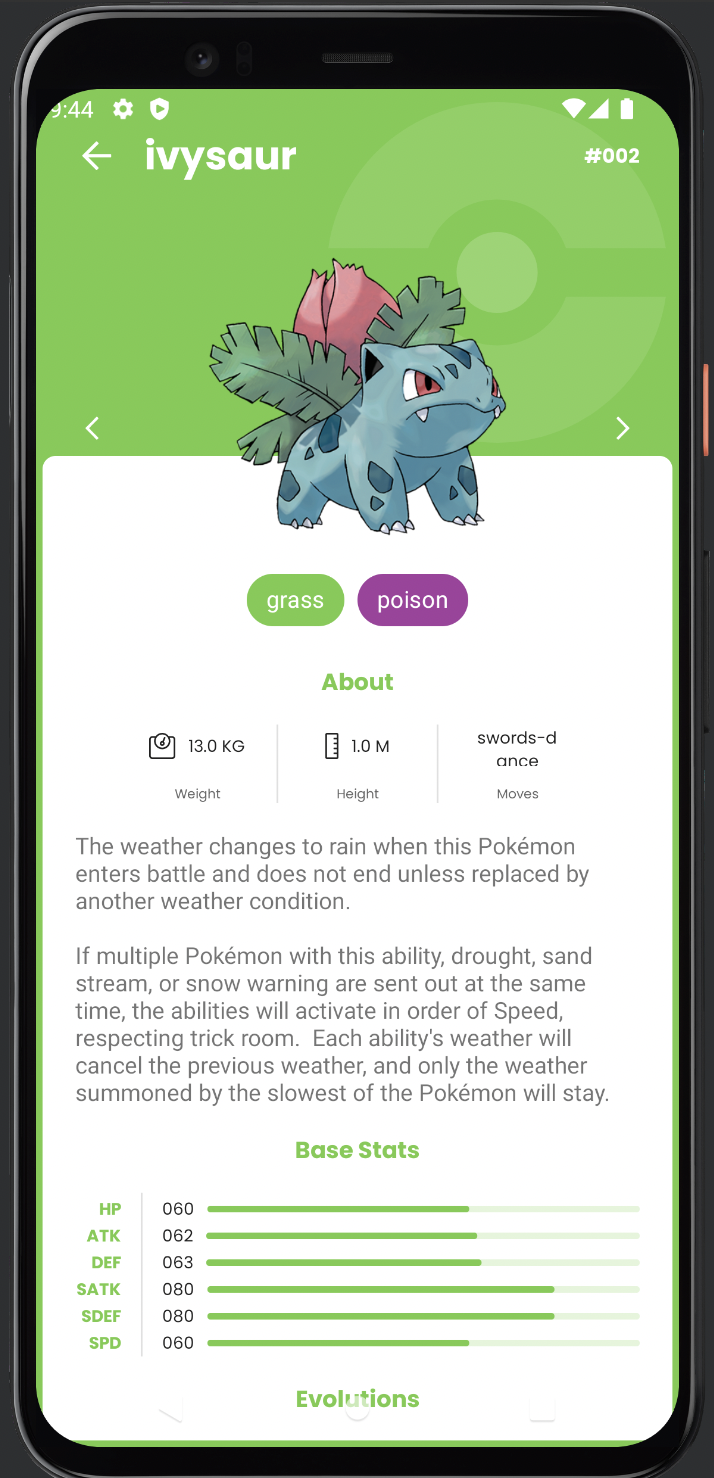 9:44
ivysaur
#002
grass poison
About
13.0 KG 1.0 M swords-d
ance
Weight Height Moves
The weather changes to rain when this Pokémon
enters battle and does not end unless replaced by
another weather condition.
If multiple Pokémon with this ability, drought, sand
stream, or snow warning are sent out at the same
time, the abilities will activate in order of Speed,
respecting trick room.  Each ability's weather will
cancel the previous weather, and only the weather
summoned by the slowest of the Pokémon will stay.
Base Stats
HP 060
ATK 062
DEF 063
SATK 080
SDEF 080
SPD 060
Evolutions